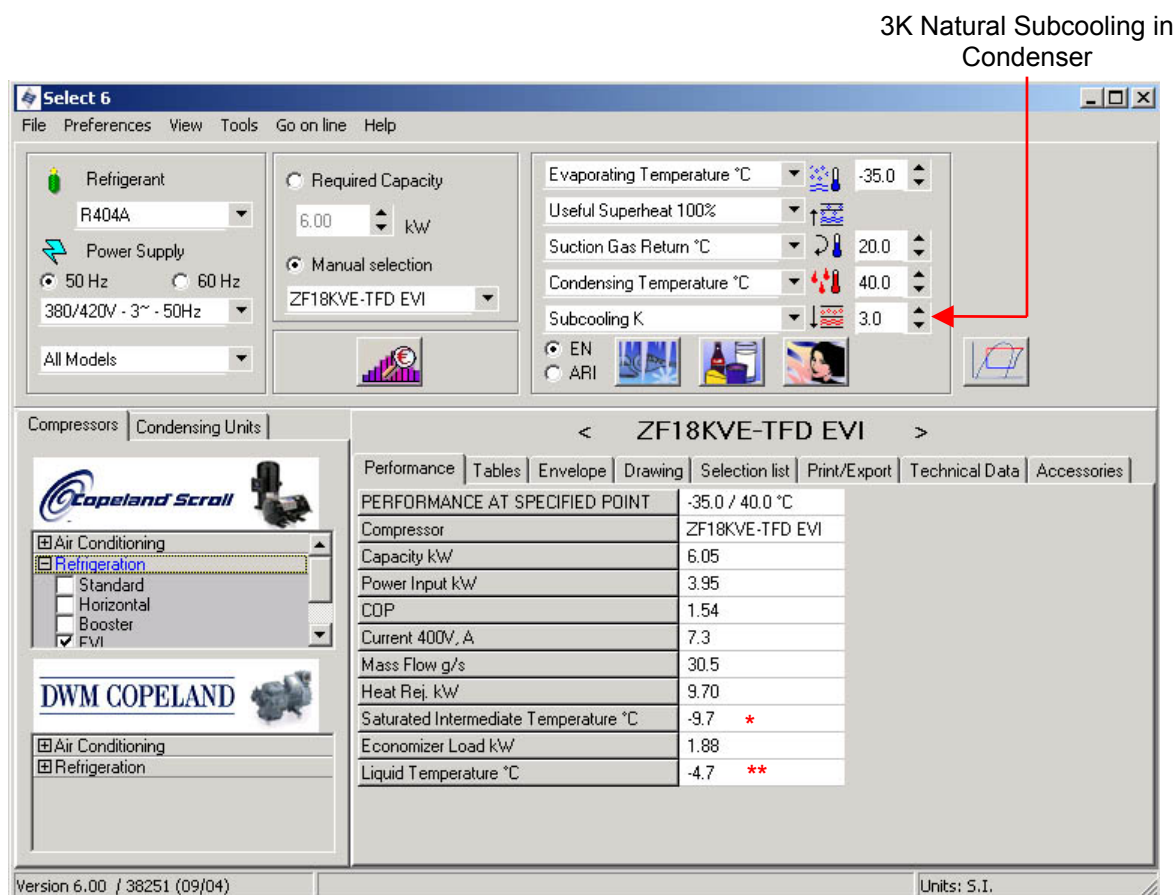 3K Natural Subcooling in
Condenser
Select 6
File Preferences View Tools Go on line Help
Refrigerant
R404A
Power Supply
50 Hz 60 Hz
380/420V - 3~ - 50Hz
All Models
Required Capacity
6.00 kW
Manual selection
ZF18KVE-TFD EVI
Evaporating Temperature °C -35.0
Useful Superheat 100%
Suction Gas Return °C 20.0
Condensing Temperature °C 40.0
Subcooling K 3.0
EN
ARI
Compressors Condensing Units
Copeland Scroll
Air Conditioning
Refrigeration
Standard
Horizontal
Booster
EVI
DWM COPELAND
Air Conditioning
Refrigeration
< ZF18KVE-TFD EVI >
Performance Tables Envelope Drawing Selection list Print/Export Technical Data Accessories
PERFORMANCE AT SPECIFIED POINT -35.0 / 40.0 °C
Compressor ZF18KVE-TFD EVI
Capacity kW 6.05
Power Input kW 3.95
COP 1.54
Current 400V, A 7.3
Mass Flow g/s 30.5
Heat Rej. kW 9.70
Saturated Intermediate Temperature °C -9.7 *
Economizer Load kW 1.88
Liquid Temperature °C -4.7 **
Version 6.00 / 38251 (09/04) Units: S.I.